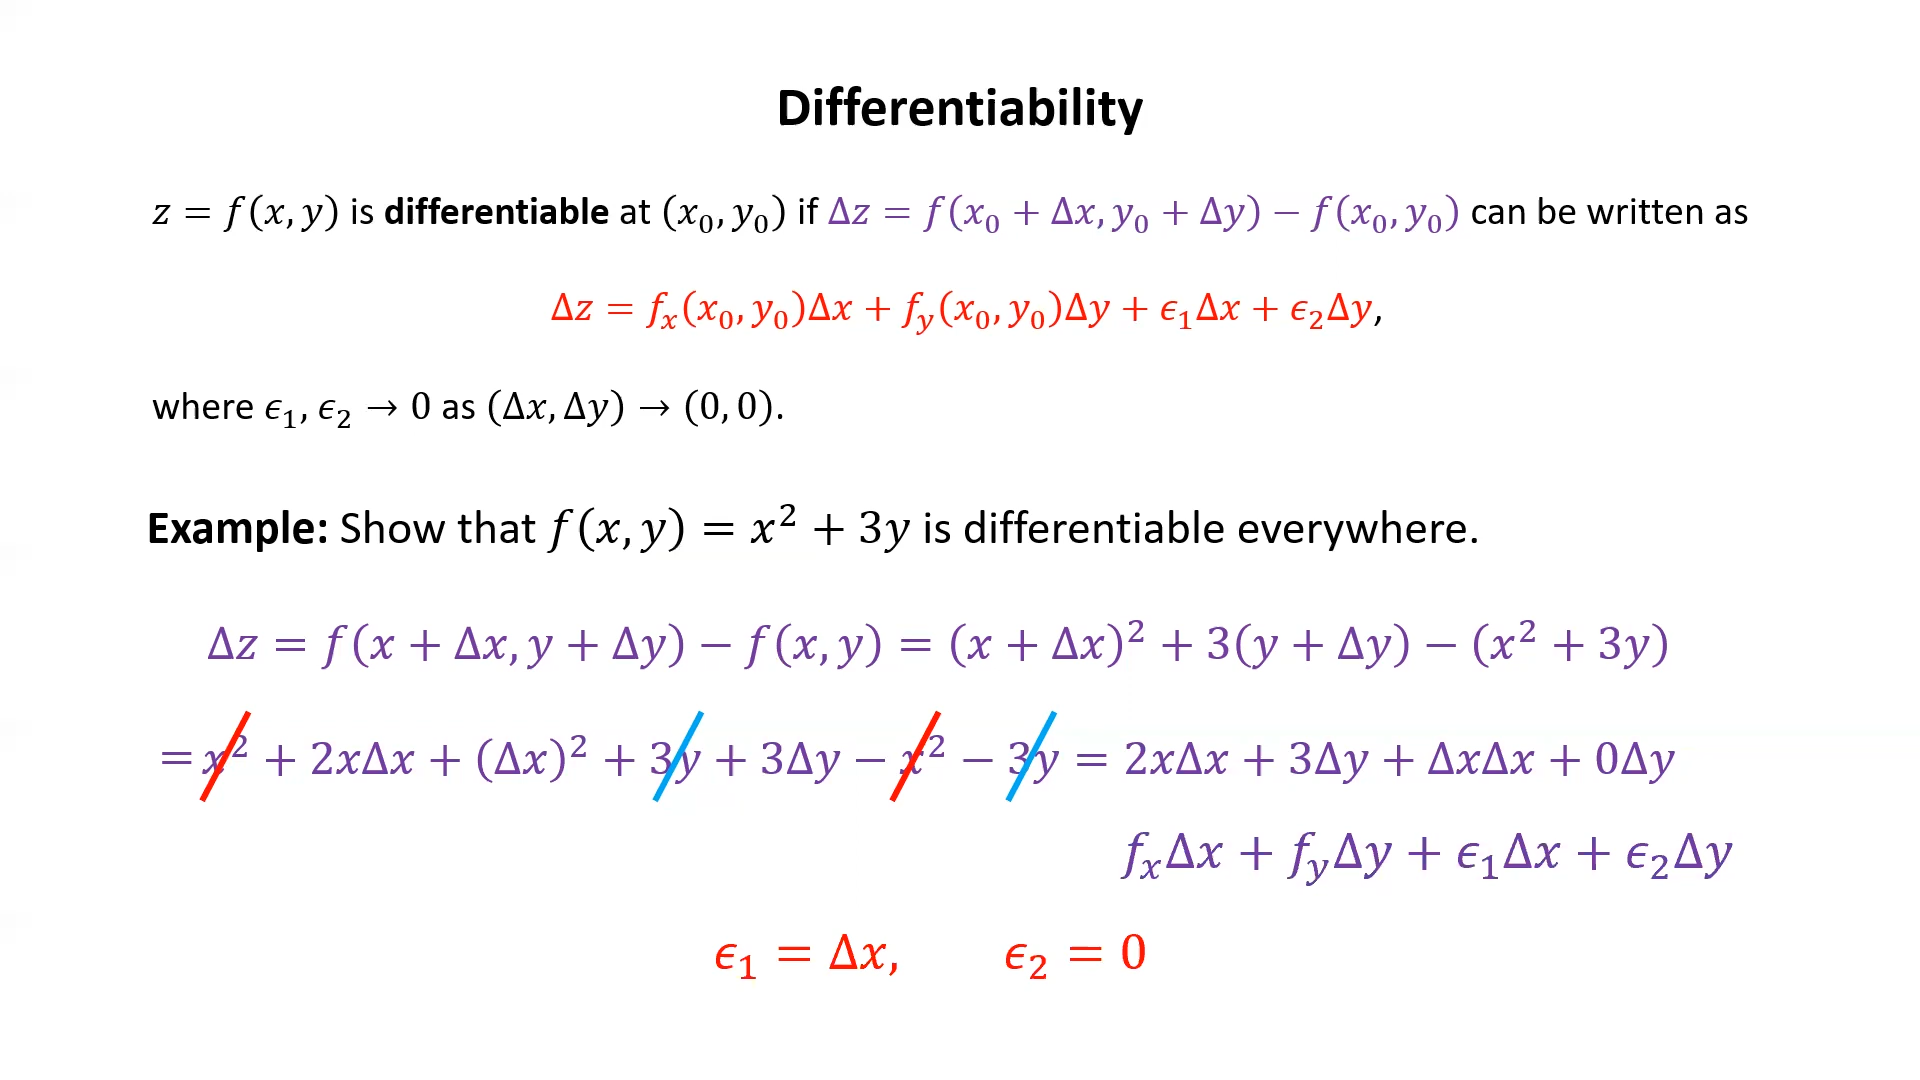 Differentiability
z = f(x, y) is differentiable at (x₀, y₀) if Δz = f(x₀ + Δx, y₀ + Δy) − f(x₀, y₀) can be written as
Δz = fₓ(x₀, y₀)Δx + f_y(x₀, y₀)Δy + ϵ₁Δx + ϵ₂Δy,
where ϵ₁, ϵ₂ → 0 as (Δx, Δy) → (0, 0).
Example: Show that f(x, y) = x² + 3y is differentiable everywhere.
Δz = f(x + Δx, y + Δy) − f(x, y) = (x + Δx)² + 3(y + Δy) − (x² + 3y)
= x² + 2xΔx + (Δx)² + 3y + 3Δy − x² − 3y = 2xΔx + 3Δy + ΔxΔx + 0Δy
fₓΔx + f_yΔy + ϵ₁Δx + ϵ₂Δy
ϵ₁ = Δx, ϵ₂ = 0